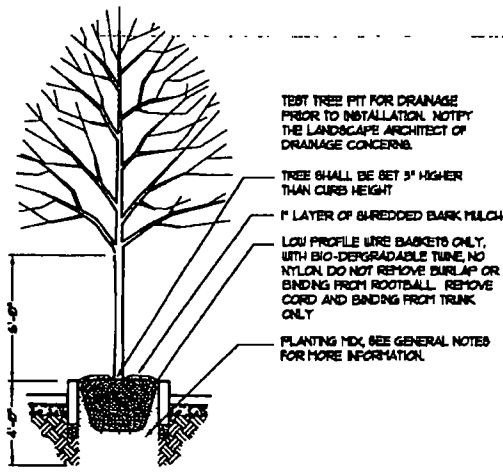 TEST TREE PIT FOR DRAINAGE
PRIOR TO INSTALLATION. NOTIFY
THE LANDSCAPE ARCHITECT OF
DRAINAGE CONCERNS.
TREE SHALL BE SET 3" HIGHER
THAN CURB HEIGHT
1" LAYER OF SHREDDED BARK MULCH
LOW PROFILE WIRE BASKETS ONLY,
WITH BIO-DEPGRADABLE TWINE, NO
NYLON. DO NOT REMOVE BURLAP OR
BINDING FROM ROOTBALL. REMOVE
CORD AND BINDING FROM TRUNK
ONLY
PLANTING MIX, SEE GENERAL NOTES
FOR MORE INFORMATION.
6'-0"
4'-0"